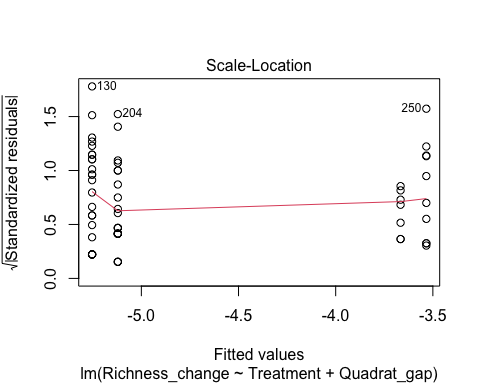 Scale-Location
√|Standardized residuals|
1.5
1.0
0.5
0.0
130
204
250
-5.0 -4.5 -4.0 -3.5
Fitted values
lm(Richness_change ~ Treatment + Quadrat_gap)